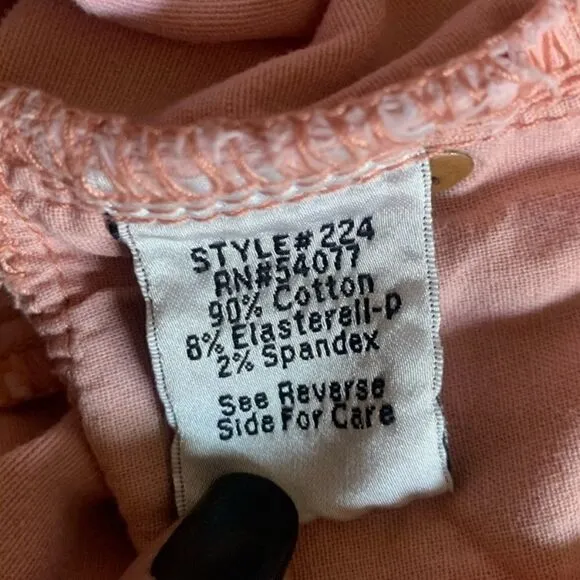 STYLE# 224
RN#54077
90% Cotton
8% Elasterell-p
2% Spandex
See Reverse
Side For Care